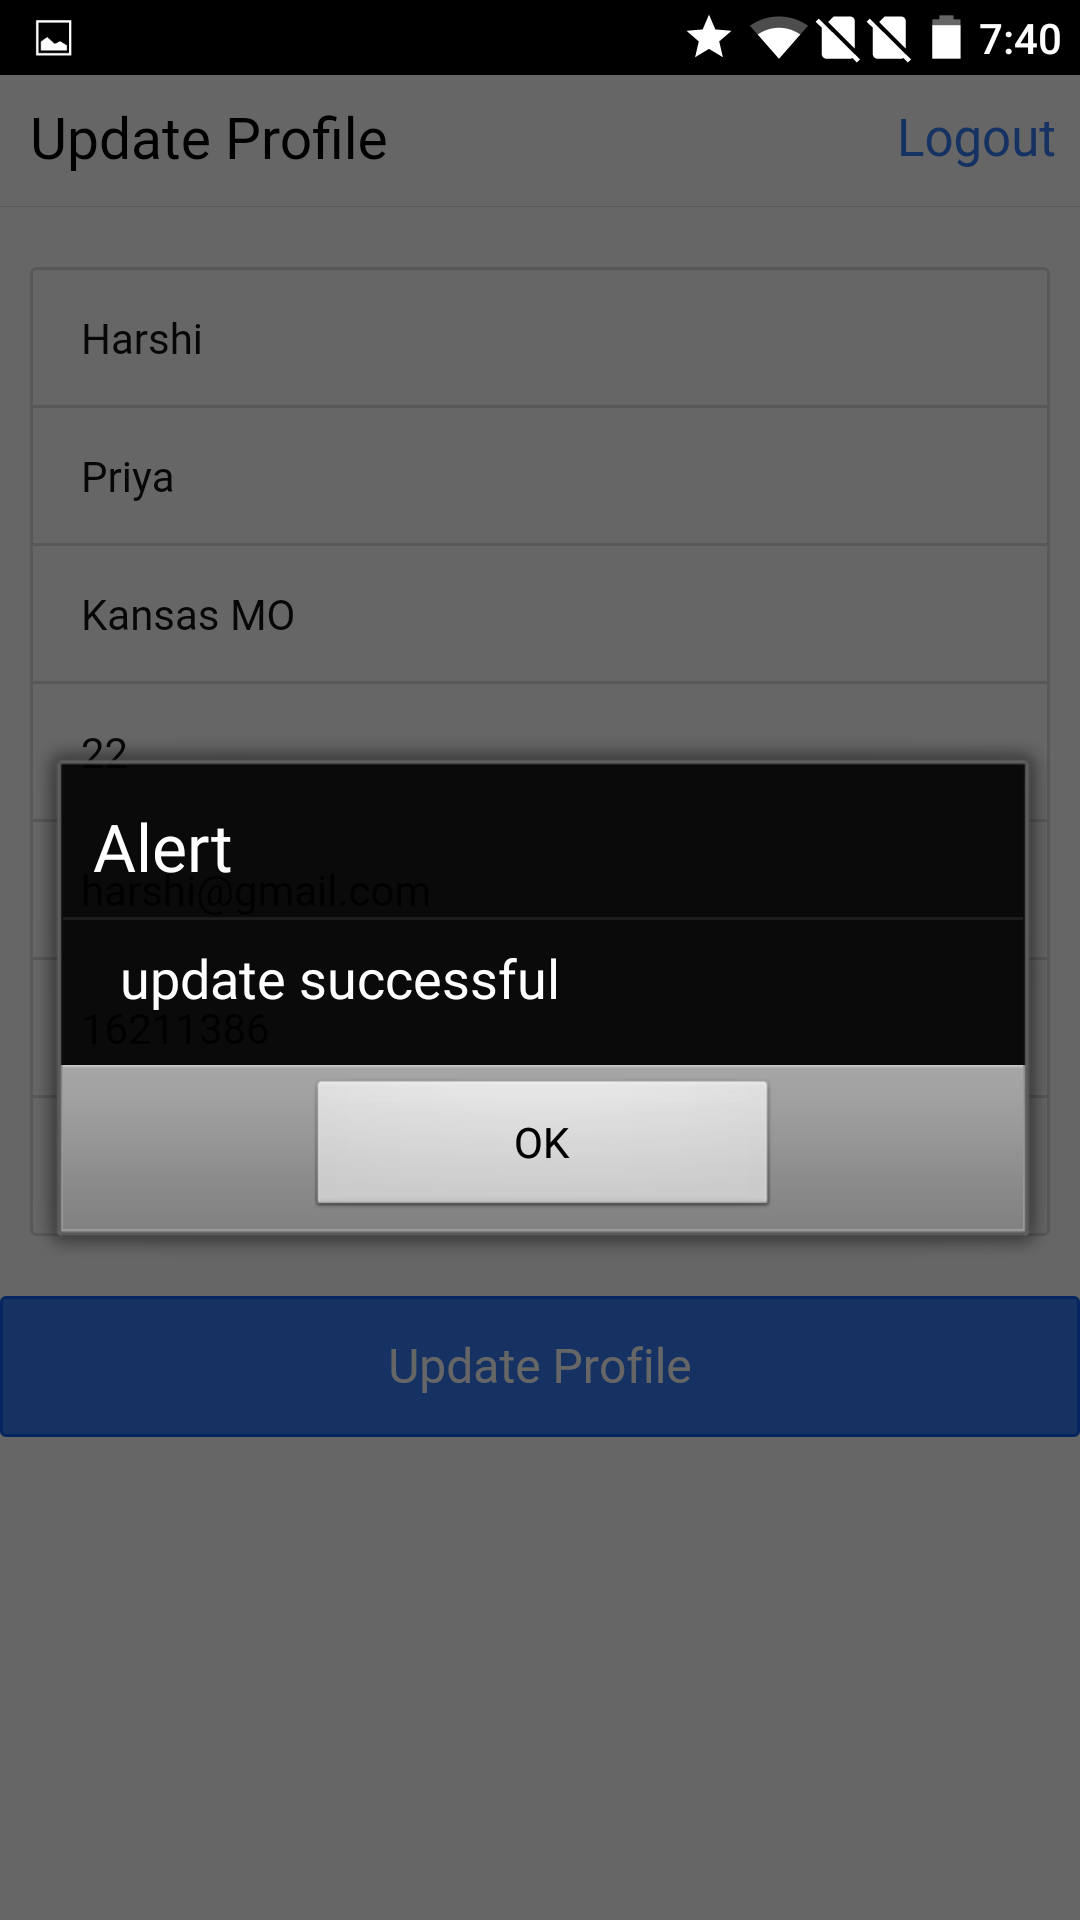 7:40
Update Profile Logout
Harshi
Priya
Kansas MO
22
Alert
harshi@gmail.com
update successful
16211386
OK
Update Profile